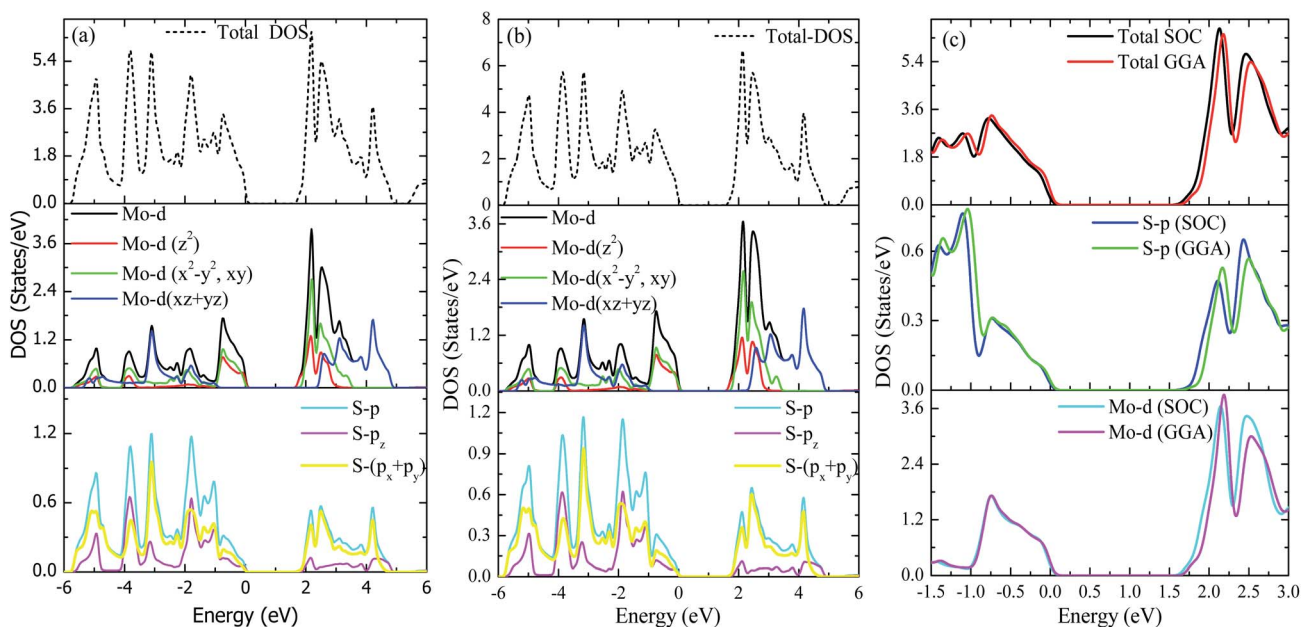 (a)
Total DOS
5.4
3.6
1.8
0.0
Mo-d
Mo-d (z²)
Mo-d (x²-y², xy)
Mo-d(xz+yz)
3.6
2.4
1.2
0.0
DOS (States/eV)
S-p
S-p_z
S-(p_x+p_y)
1.2
0.6
0.0
-6 -4 -2 0 2 4 6
Energy (eV)
(b)
Total-DOS
8
6
4
2
0
Mo-d
Mo-d(z²)
Mo-d(x²-y², xy)
Mo-d(xz+yz)
3.6
2.4
1.2
0.0
DOS (States/eV)
S-p
S-p_z
S-(p_x+p_y)
1.2
0.9
0.6
0.3
0.0
-6 -4 -2 0 2 4 6
Energy (eV)
(c)
Total SOC
Total GGA
5.4
3.6
1.8
0.0
S-p (SOC)
S-p (GGA)
0.6
0.3
0.0
DOS (States/eV)
Mo-d (SOC)
Mo-d (GGA)
3.6
2.4
1.2
0.0
-1.5 -1.0 -0.5 0.0 0.5 1.0 1.5 2.0 2.5 3.0
Energy (eV)